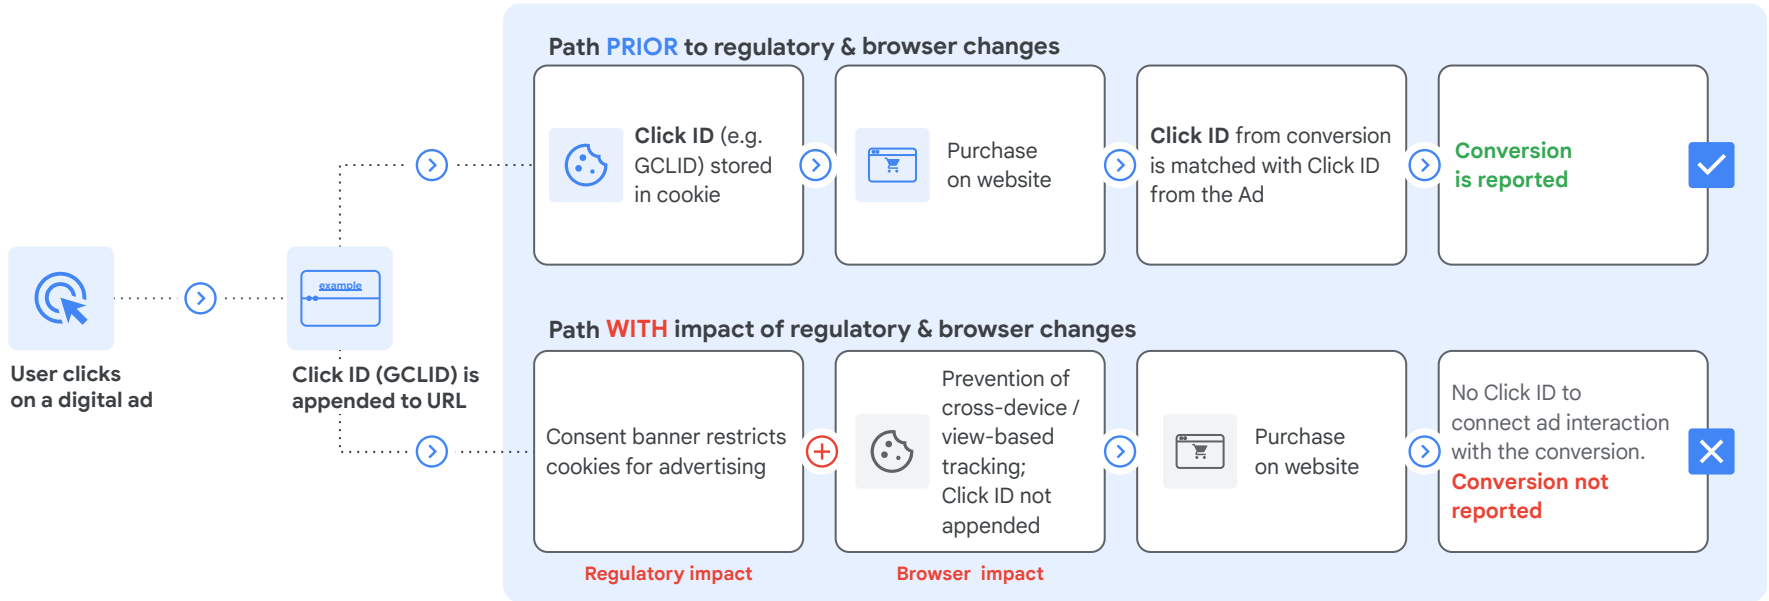 User clicks
on a digital ad
example
Click ID (GCLID) is
appended to URL
Path PRIOR to regulatory & browser changes
Click ID (e.g.
GCLID) stored
in cookie
Purchase
on website
Click ID from conversion
is matched with Click ID
from the Ad
Conversion
is reported
Path WITH impact of regulatory & browser changes
Consent banner restricts
cookies for advertising
Regulatory impact
Prevention of
cross-device /
view-based
tracking;
Click ID not
appended
Browser impact
Purchase
on website
No Click ID to
connect ad interaction
with the conversion.
Conversion not
reported